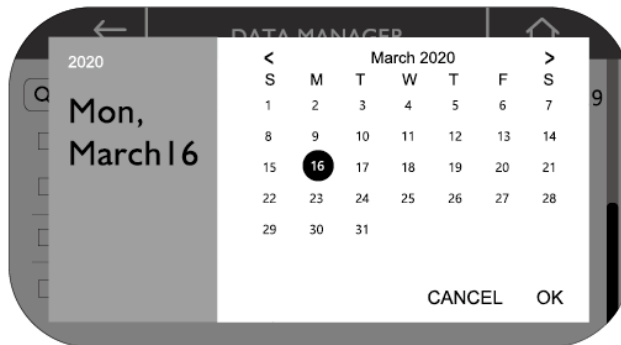 DATA MANAGER
2020
Mon,
March16
< March 2020 >
S M T W T F S
1 2 3 4 5 6 7
8 9 10 11 12 13 14
15 16 17 18 19 20 21
22 23 24 25 26 27 28
29 30 31
9
CANCEL OK